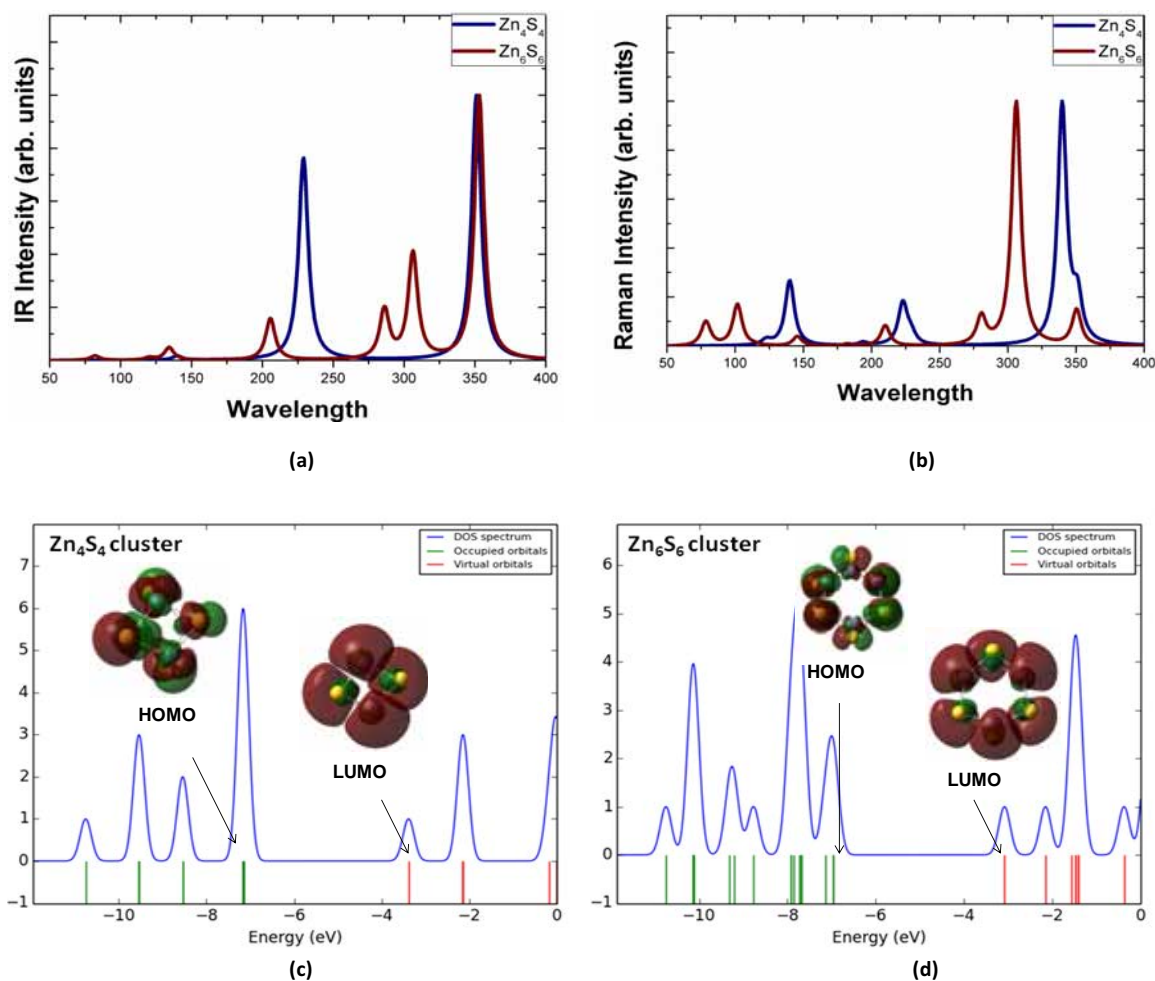 Zn4S4
Zn6S6
IR Intensity (arb. units)
50 100 150 200 250 300 350 400
Wavelength
(a)
Zn4S4
Zn6S6
Raman Intensity (arb. units)
50 100 150 200 250 300 350 400
Wavelength
(b)
Zn4S4 cluster
DOS spectrum
Occupied orbitals
Virtual orbitals
HOMO
LUMO
7
6
5
4
3
2
1
0
−1
−10 −8 −6 −4 −2 0
Energy (eV)
(c)
Zn6S6 cluster
DOS spectrum
Occupied orbitals
Virtual orbitals
HOMO
LUMO
6
5
4
3
2
1
0
−1
−10 −8 −6 −4 −2 0
Energy (eV)
(d)